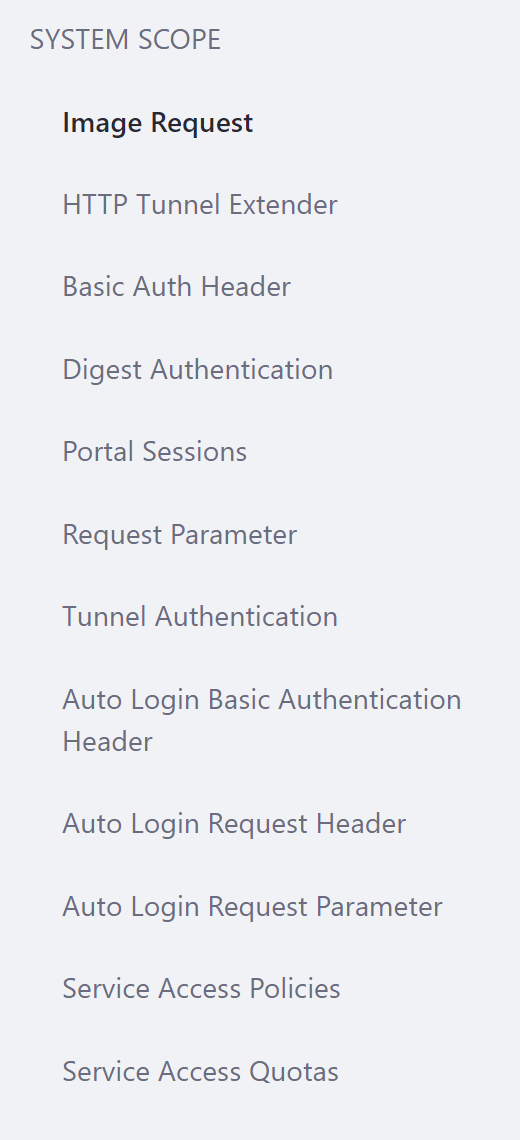 SYSTEM SCOPE
Image Request
HTTP Tunnel Extender
Basic Auth Header
Digest Authentication
Portal Sessions
Request Parameter
Tunnel Authentication
Auto Login Basic Authentication
Header
Auto Login Request Header
Auto Login Request Parameter
Service Access Policies
Service Access Quotas